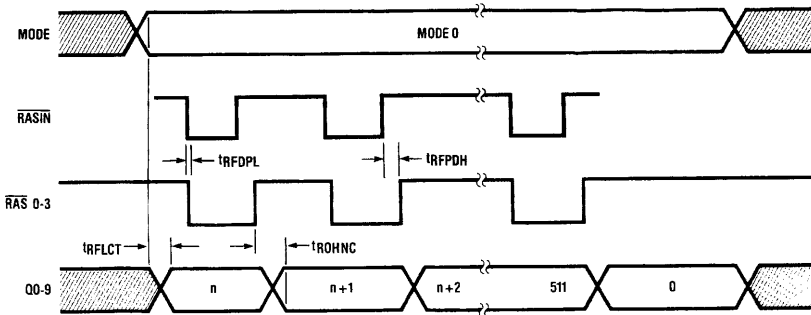 MODE
MODE 0
RASIN
tRFDPL
tRFPDH
RAS 0-3
tRFLCT
tROHNC
Q0-9
n
n+1
n+2
511
0